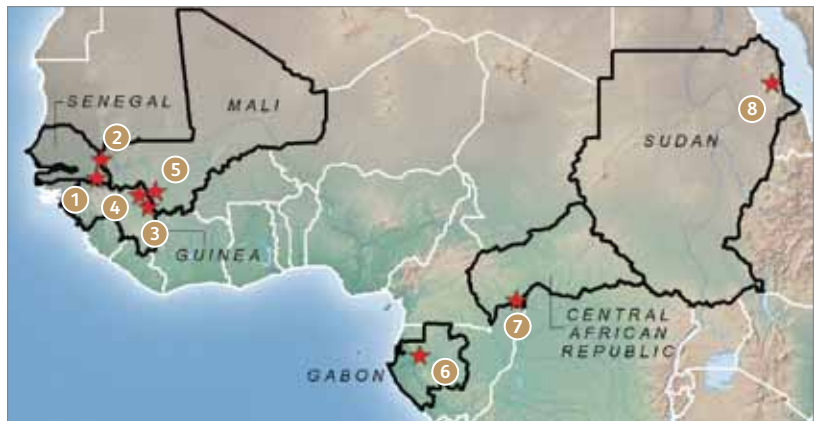 SENEGAL
MALI
2
5
1
4
3
GUINEA
8
SUDAN
7
CENTRAL
AFRICAN
REPUBLIC
GABON
6